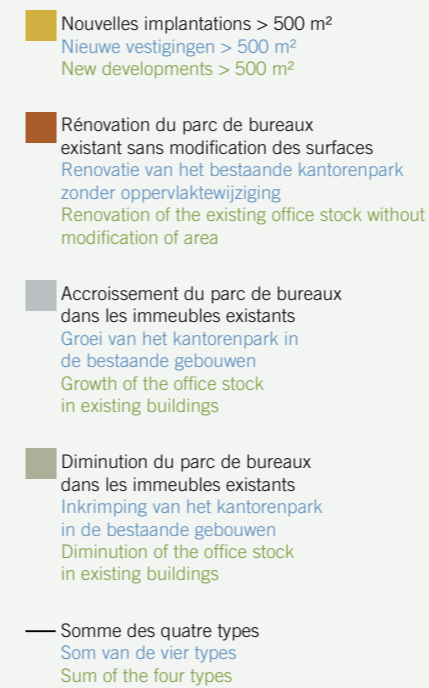 Nouvelles implantations > 500 m²
Nieuwe vestigingen > 500 m²
New developments > 500 m²
Rénovation du parc de bureaux
existant sans modification des surfaces
Renovatie van het bestaande kantorenpark
zonder oppervlaktewijziging
Renovation of the existing office stock without
modification of area
Accroissement du parc de bureaux
dans les immeubles existants
Groei van het kantorenpark in
de bestaande gebouwen
Growth of the office stock
in existing buildings
Diminution du parc de bureaux
dans les immeubles existants
Inkrimping van het kantorenpark
in de bestaande gebouwen
Diminution of the office stock
in existing buildings
Somme des quatre types
Som van de vier types
Sum of the four types